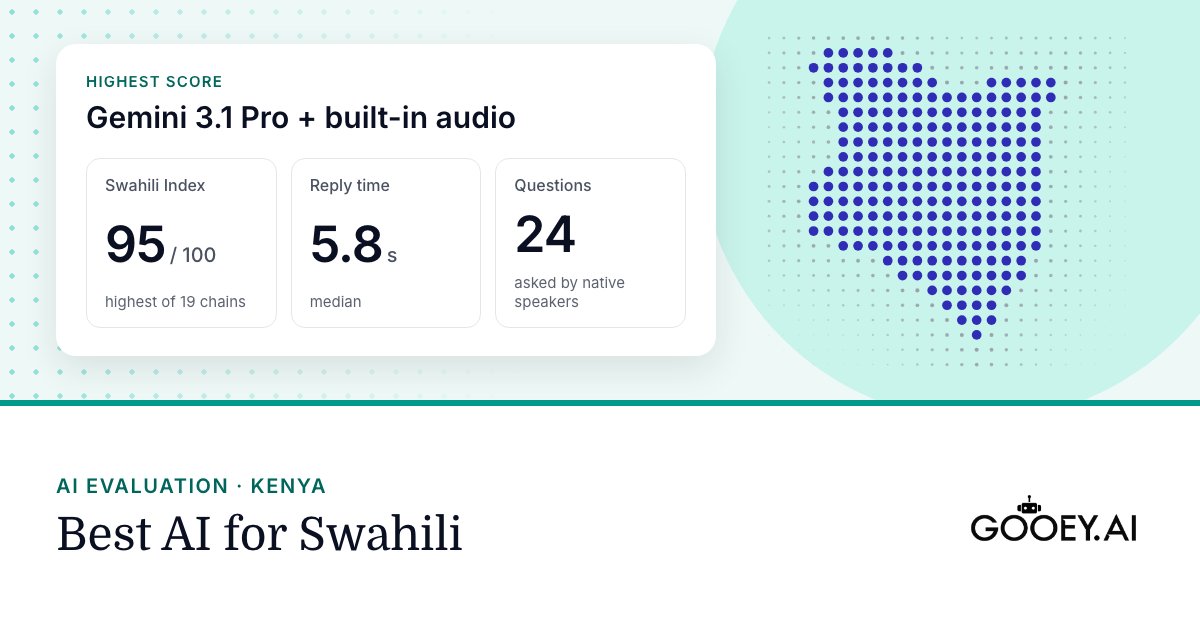 HIGHEST SCORE
Gemini 3.1 Pro + built-in audio
Swahili Index
95 / 100
highest of 19 chains
Reply time
5.8 s
median
Questions
24
asked by native
speakers
AI EVALUATION · KENYA
Best AI for Swahili
GOOEY.AI